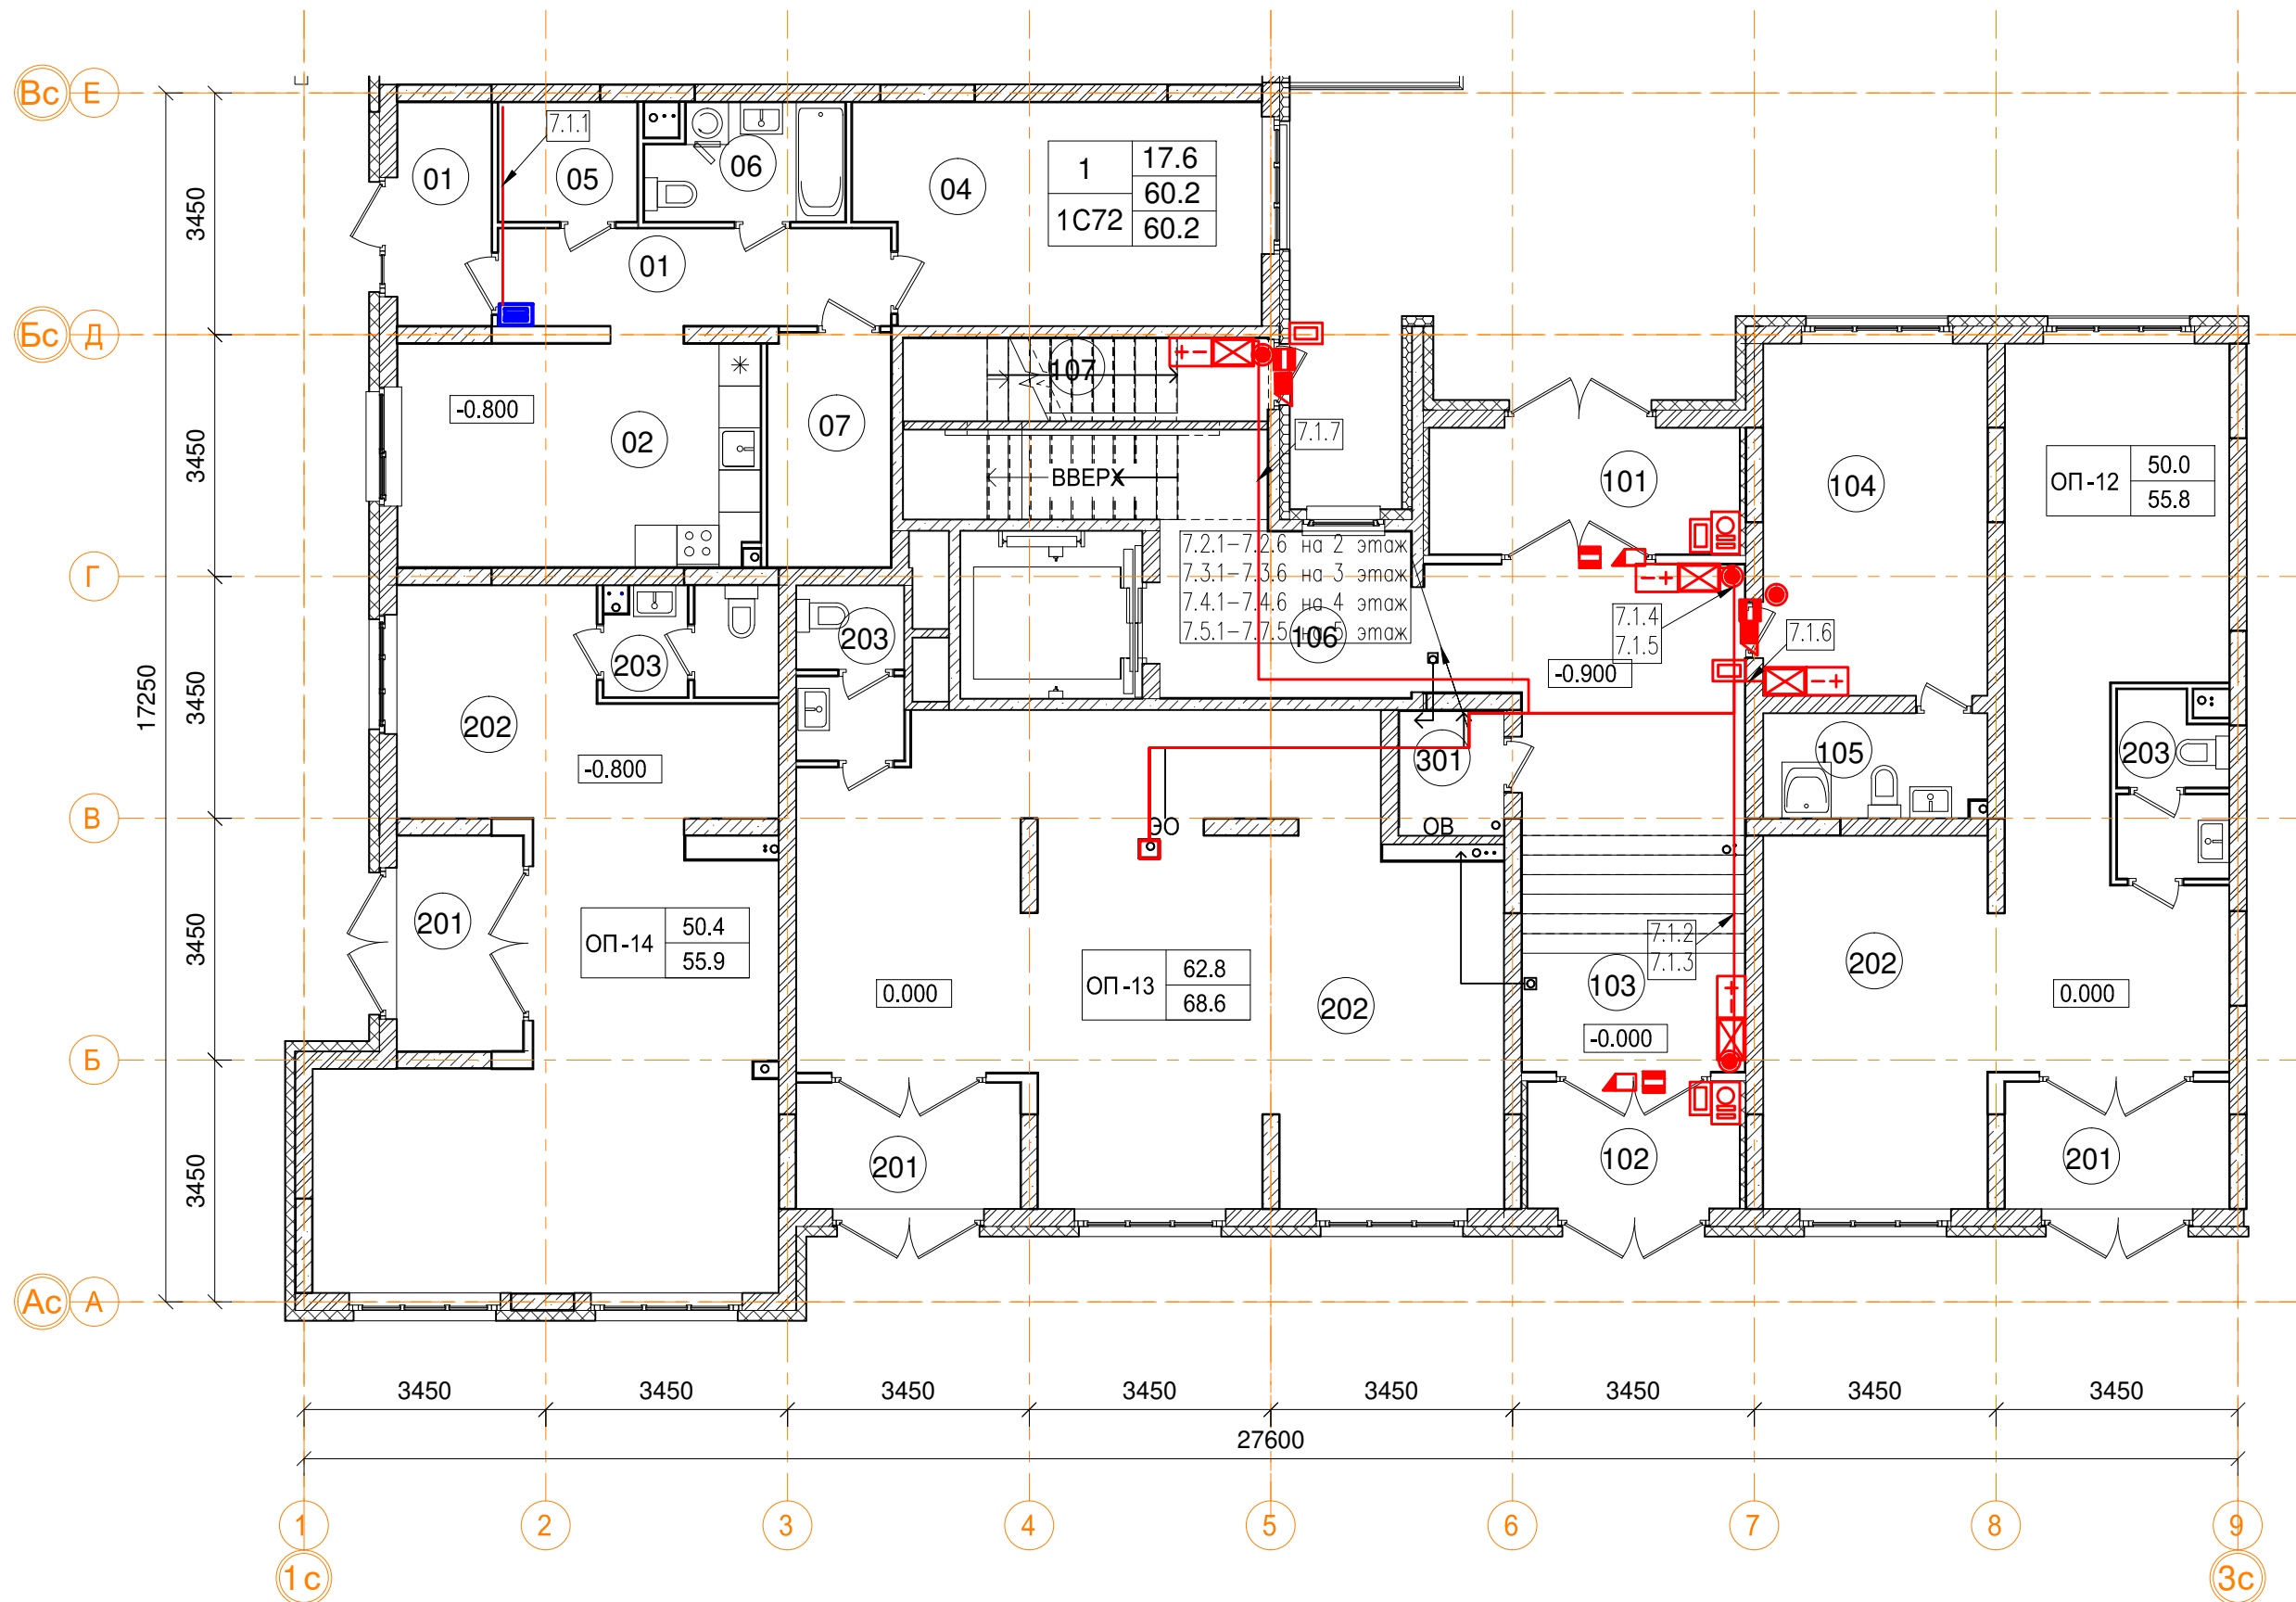 Вс Е
7.1.1
01
05
06
04
1 17.6
60.2
1С72 60.2
3450
01
Бс Д
107
-0.800
02
07
7.1.7
ВВЕРХ
3450
101
104
ОП-12 50.0
55.8
7.2.1-7.2.6 на 2 этаж
7.3.1-7.3.6 на 3 этаж
7.4.1-7.4.6 на 4 этаж
7.5.1-7.7.5 на 5 этаж
Г
106
7.1.4
7.1.5
7.1.6
203
203
-0.900
17250
3450
202
-0.800
301
105
203
В
ЭО
ОВ
201
ОП-14 50.4
55.9
3450
0.000
ОП-13 62.8
68.6
202
7.1.2
7.1.3
103
-0.000
202
0.000
Б
3450
201
102
201
Ас А
3450 3450 3450 3450 3450 3450 3450 3450
27600
1 2 3 4 5 6 7 8 9
1с 3с